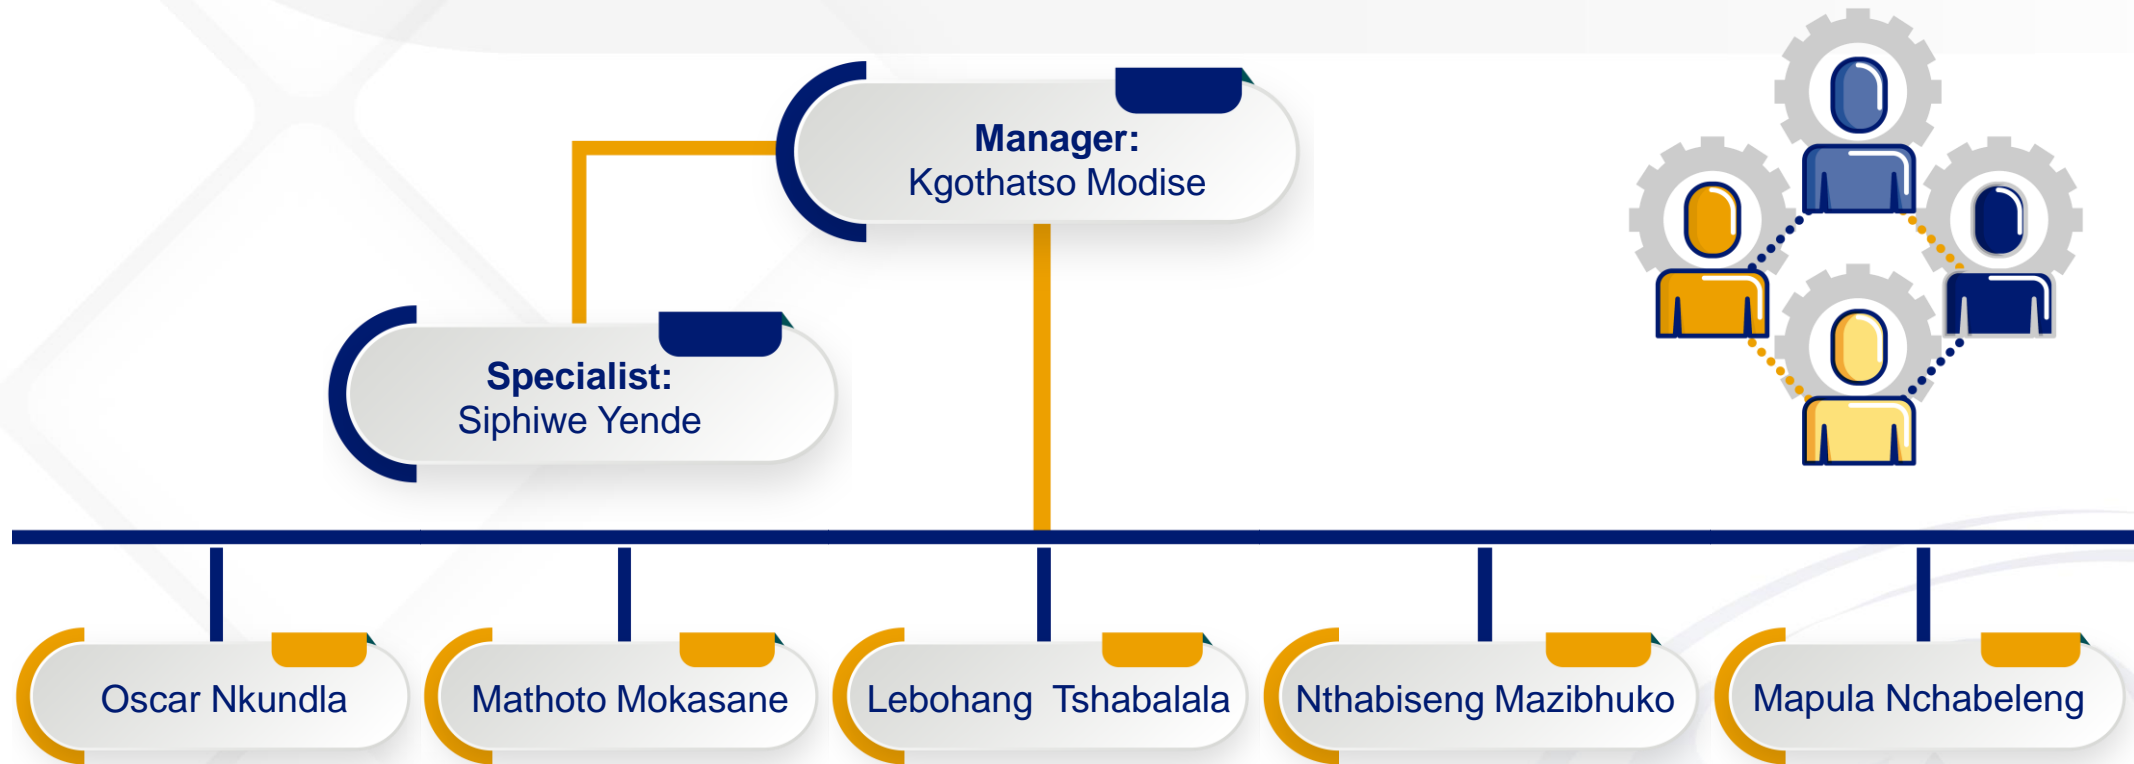 Manager:
Kgothatso Modise
Specialist:
Siphiwe Yende
Oscar Nkundla
Mathoto Mokasane
Lebohang Tshabalala
Nthabiseng Mazibhuko
Mapula Nchabeleng